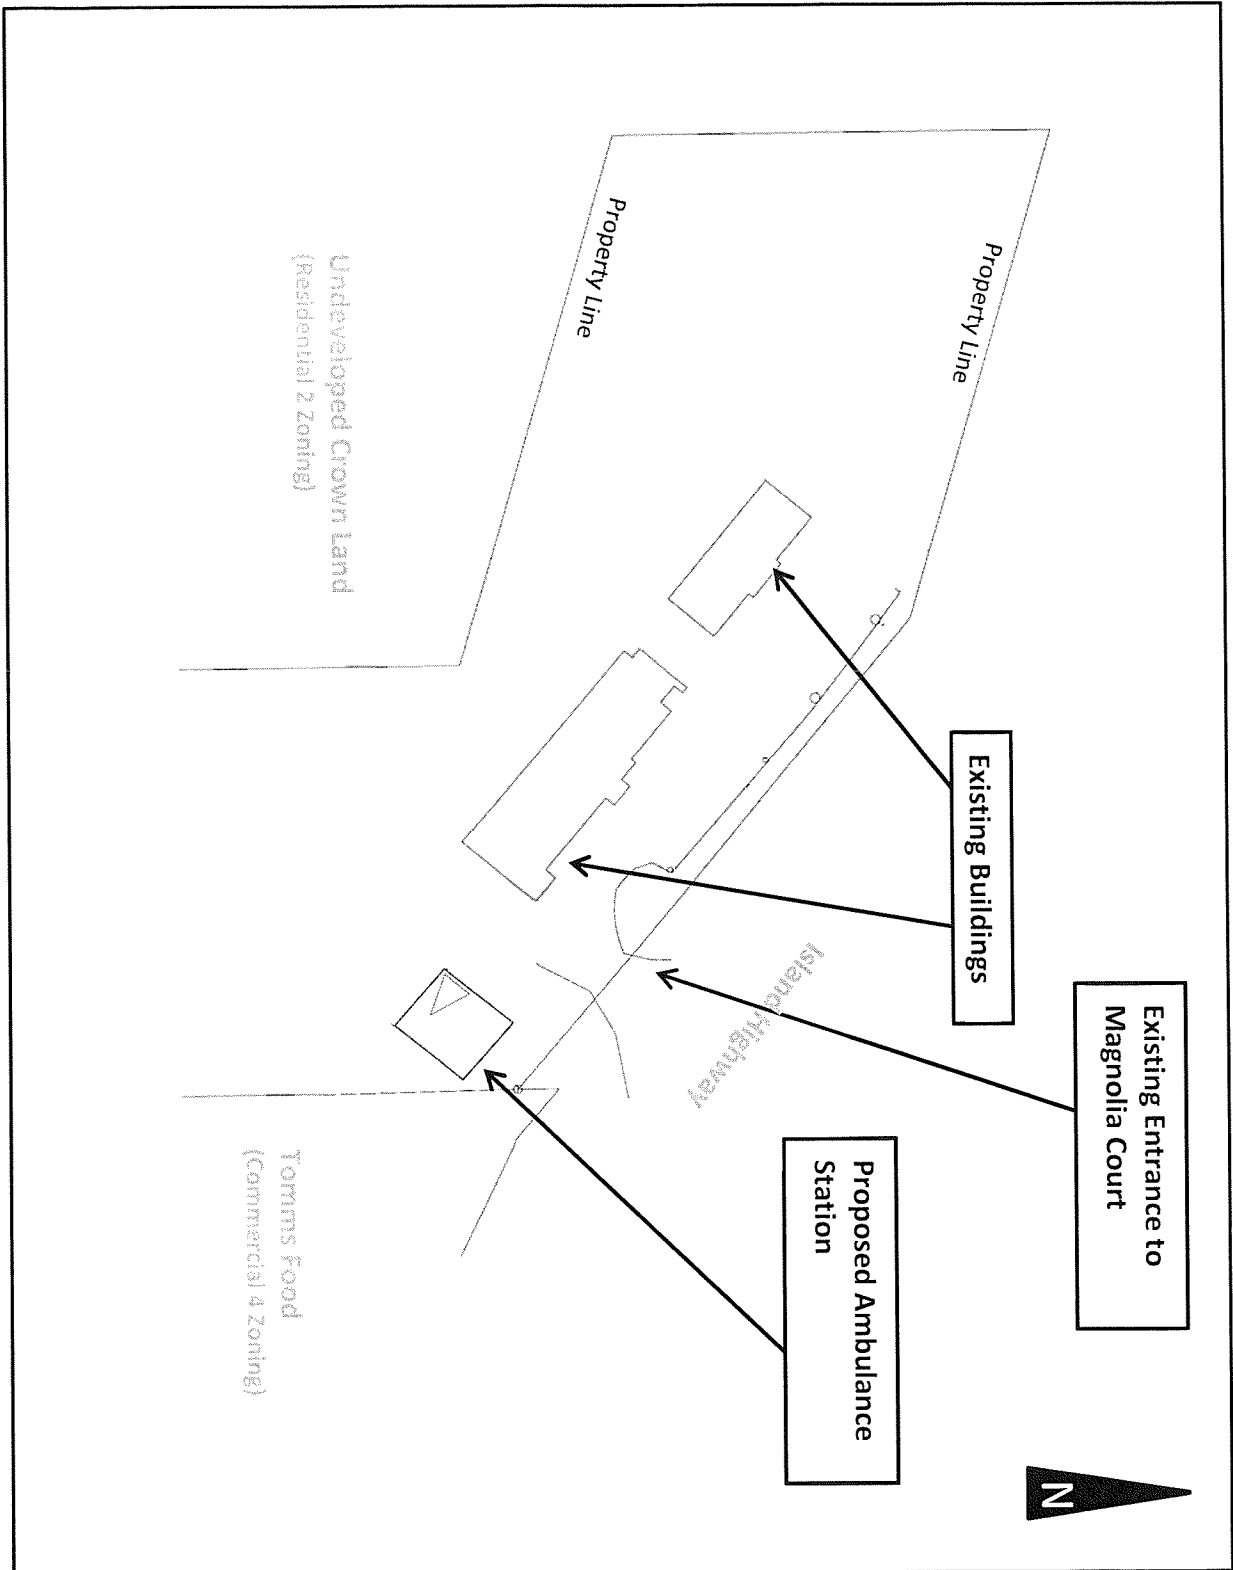 Existing Entrance to
Magnolia Court
N
Property Line
Existing Buildings
Proposed Ambulance
Station
Island Highway
Property Line
Undeveloped Crown Land
(Residential 2 Zoning)
Tomms Food
(Commercial 4 Zoning)